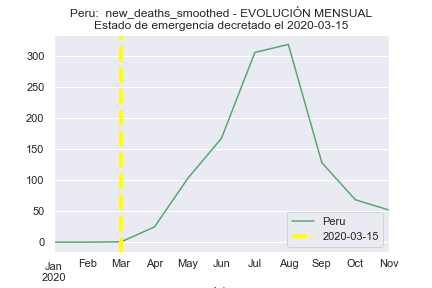 Peru:  new_deaths_smoothed - EVOLUCIÓN MENSUAL
Estado de emergencia decretado el 2020-03-15
300
250
200
150
100
50
0
Jan Feb Mar Apr May Jun Jul Aug Sep Oct Nov
2020
Peru
2020-03-15